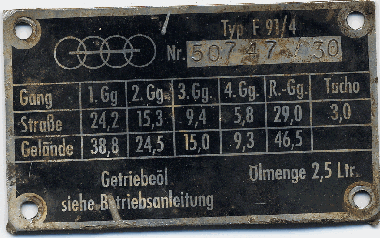 Typ F 91/4
Nr. 50747 / 30
Gang 1. Gg 2. Gg. 3. Gg. 4. Gg. R.-Gg. Tacho
Straße 24,2 15,3 9,4 5,8 29,0 3,0
Gelände 38,8 24,5 15,0 9,3 46,5
Getriebeöl Ölmenge 2,5 Ltr.
siehe Betriebsanleitung